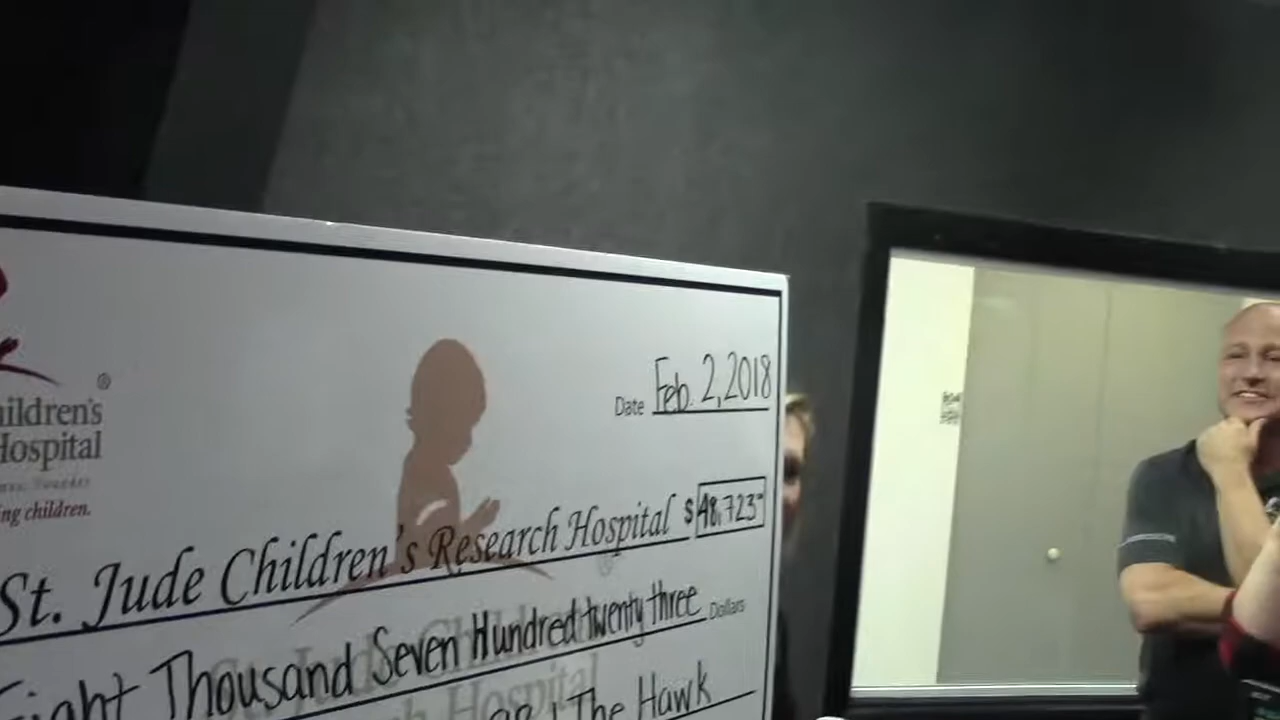 ildren's
Hospital
ing children.
Date Feb. 2, 2018
St. Jude Children's Research Hospital $ 48,723
Eight Thousand Seven Hundred twenty three Dollars
The Hawk